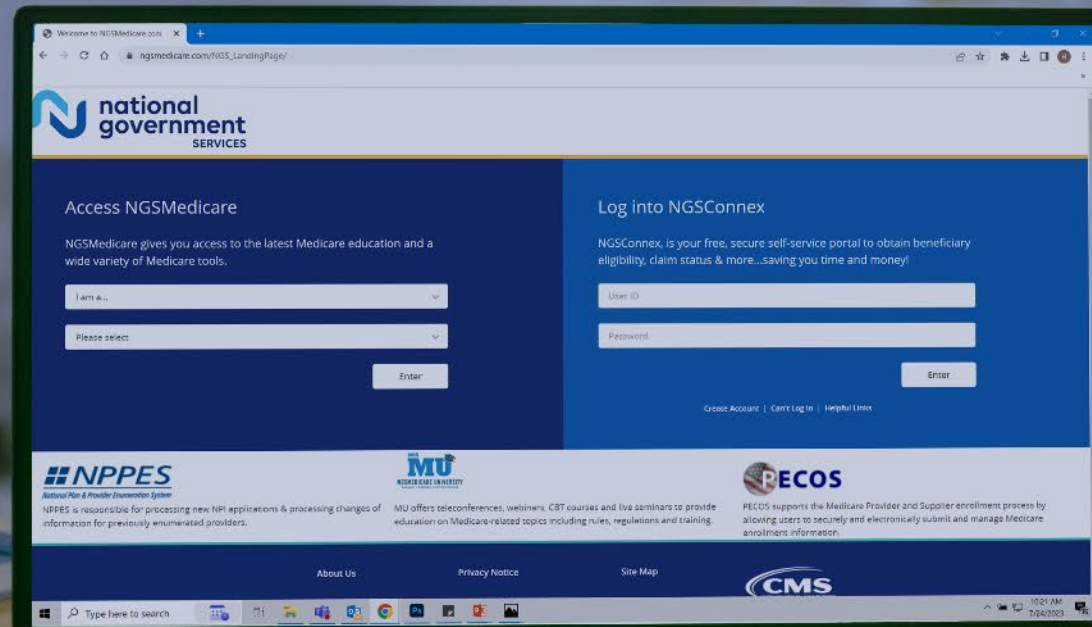 Welcome to NGSMedicare.com
ngsmedicare.com/NGS_LandingPage/
national
government
SERVICES
Access NGSMedicare
NGSMedicare gives you access to the latest Medicare education and a
wide variety of Medicare tools.
I am a...
Please select
Enter
Log into NGSConnex
NGSConnex, is your free, secure self-service portal to obtain beneficiary
eligibility, claim status & more...saving you time and money!
User ID
Password
Enter
Create Account | Can't Log In | Helpful Links
NPPES
National Plan & Provider Enumeration System
NPPES is responsible for processing new NPI applications & processing changes of
information for previously enumerated providers.
MU
MU offers teleconferences, webinars, CBT courses and live seminars to provide
education on Medicare-related topics including rules, regulations and training.
PECOS
PECOS supports the Medicare Provider and Supplier enrollment process by
allowing users to securely and electronically submit and manage Medicare
enrollment information.
About Us
Privacy Notice
Site Map
CMS
Type here to search
10:21 AM
7/24/2023